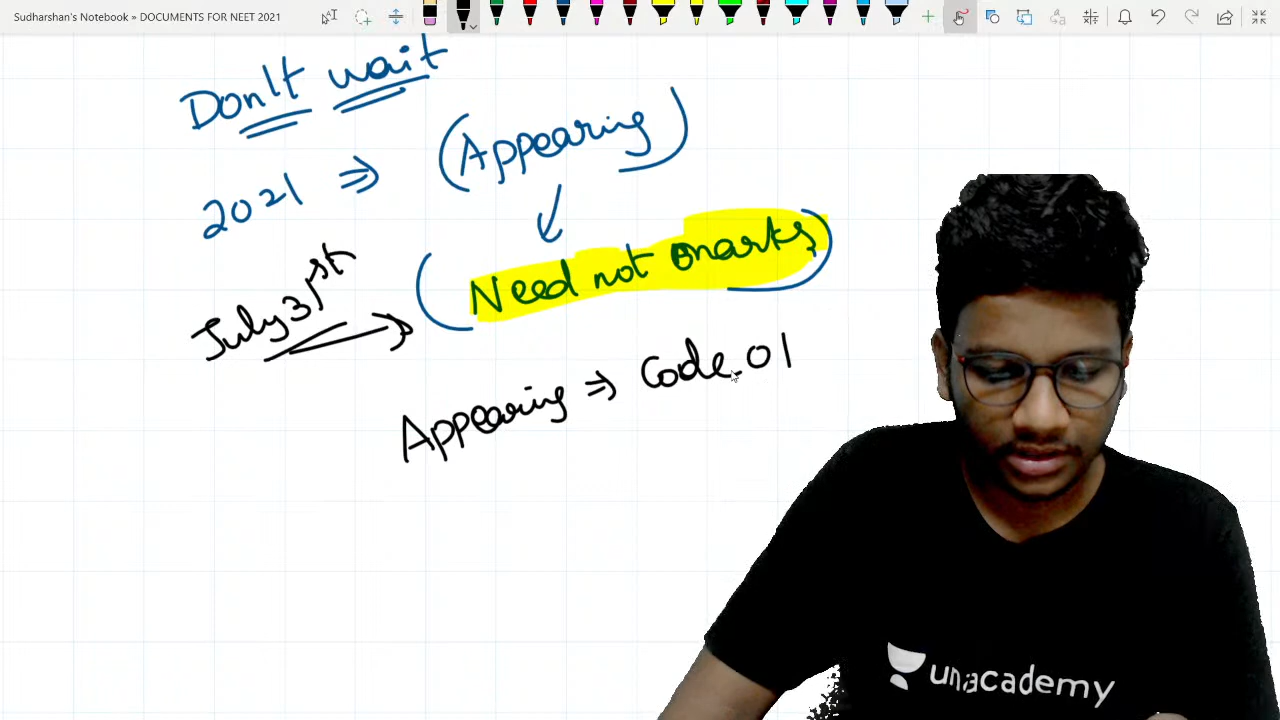 Sudharshan's Notebook » DOCUMENTS FOR NEET 2021
Don't wait
2021 ⇒ (Appearing)
(Need not marks)
July 31st
Appearing ⇒ Code-01
unacademy